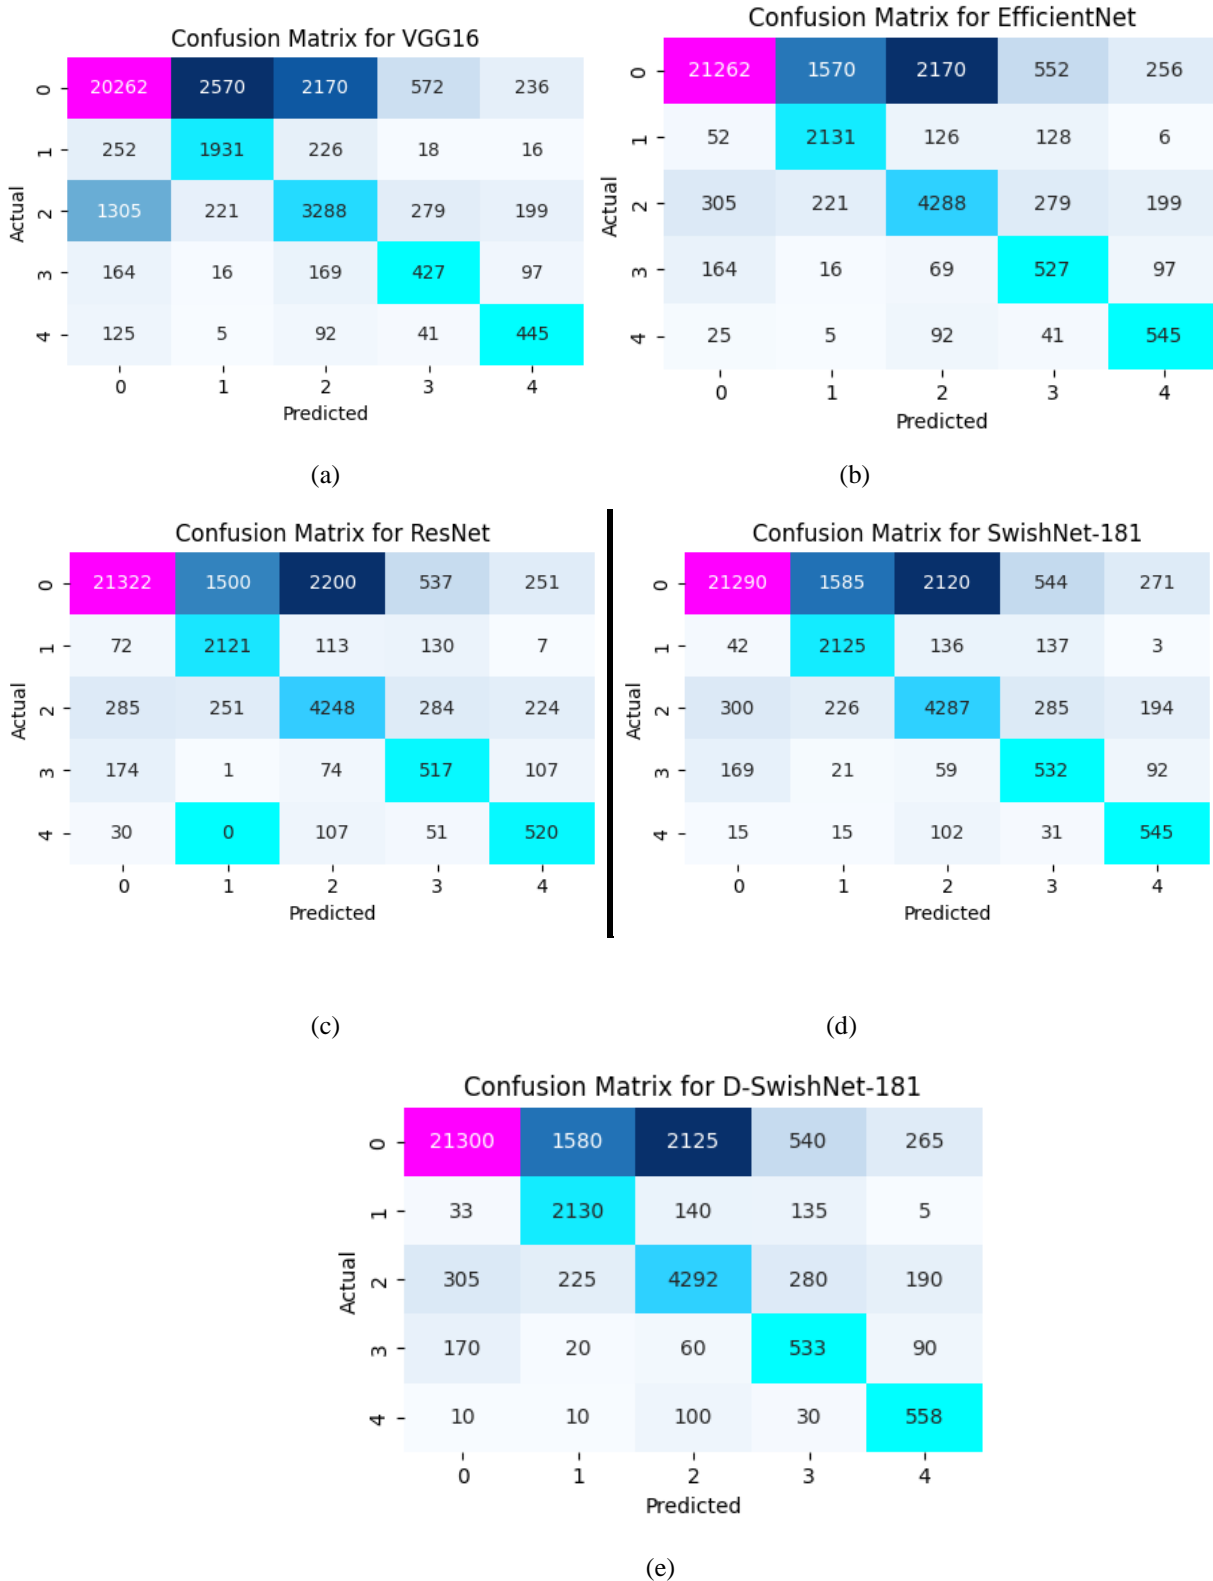 Confusion Matrix for VGG16
0 20262 2570 2170 572 236
1 252 1931 226 18 16
2 1305 221 3288 279 199
3 164 16 169 427 97
4 125 5 92 41 445
0 1 2 3 4
Predicted
Actual
(a)
Confusion Matrix for EfficientNet
0 21262 1570 2170 552 256
1 52 2131 126 128 6
2 305 221 4288 279 199
3 164 16 69 527 97
4 25 5 92 41 545
0 1 2 3 4
Predicted
Actual
(b)
Confusion Matrix for ResNet
0 21322 1500 2200 537 251
1 72 2121 113 130 7
2 285 251 4248 284 224
3 174 1 74 517 107
4 30 0 107 51 520
0 1 2 3 4
Predicted
Actual
(c)
Confusion Matrix for SwishNet-181
0 21290 1585 2120 544 271
1 42 2125 136 137 3
2 300 226 4287 285 194
3 169 21 59 532 92
4 15 15 102 31 545
0 1 2 3 4
Predicted
Actual
(d)
Confusion Matrix for D-SwishNet-181
0 21300 1580 2125 540 265
1 33 2130 140 135 5
2 305 225 4292 280 190
3 170 20 60 533 90
4 10 10 100 30 558
0 1 2 3 4
Predicted
Actual
(e)